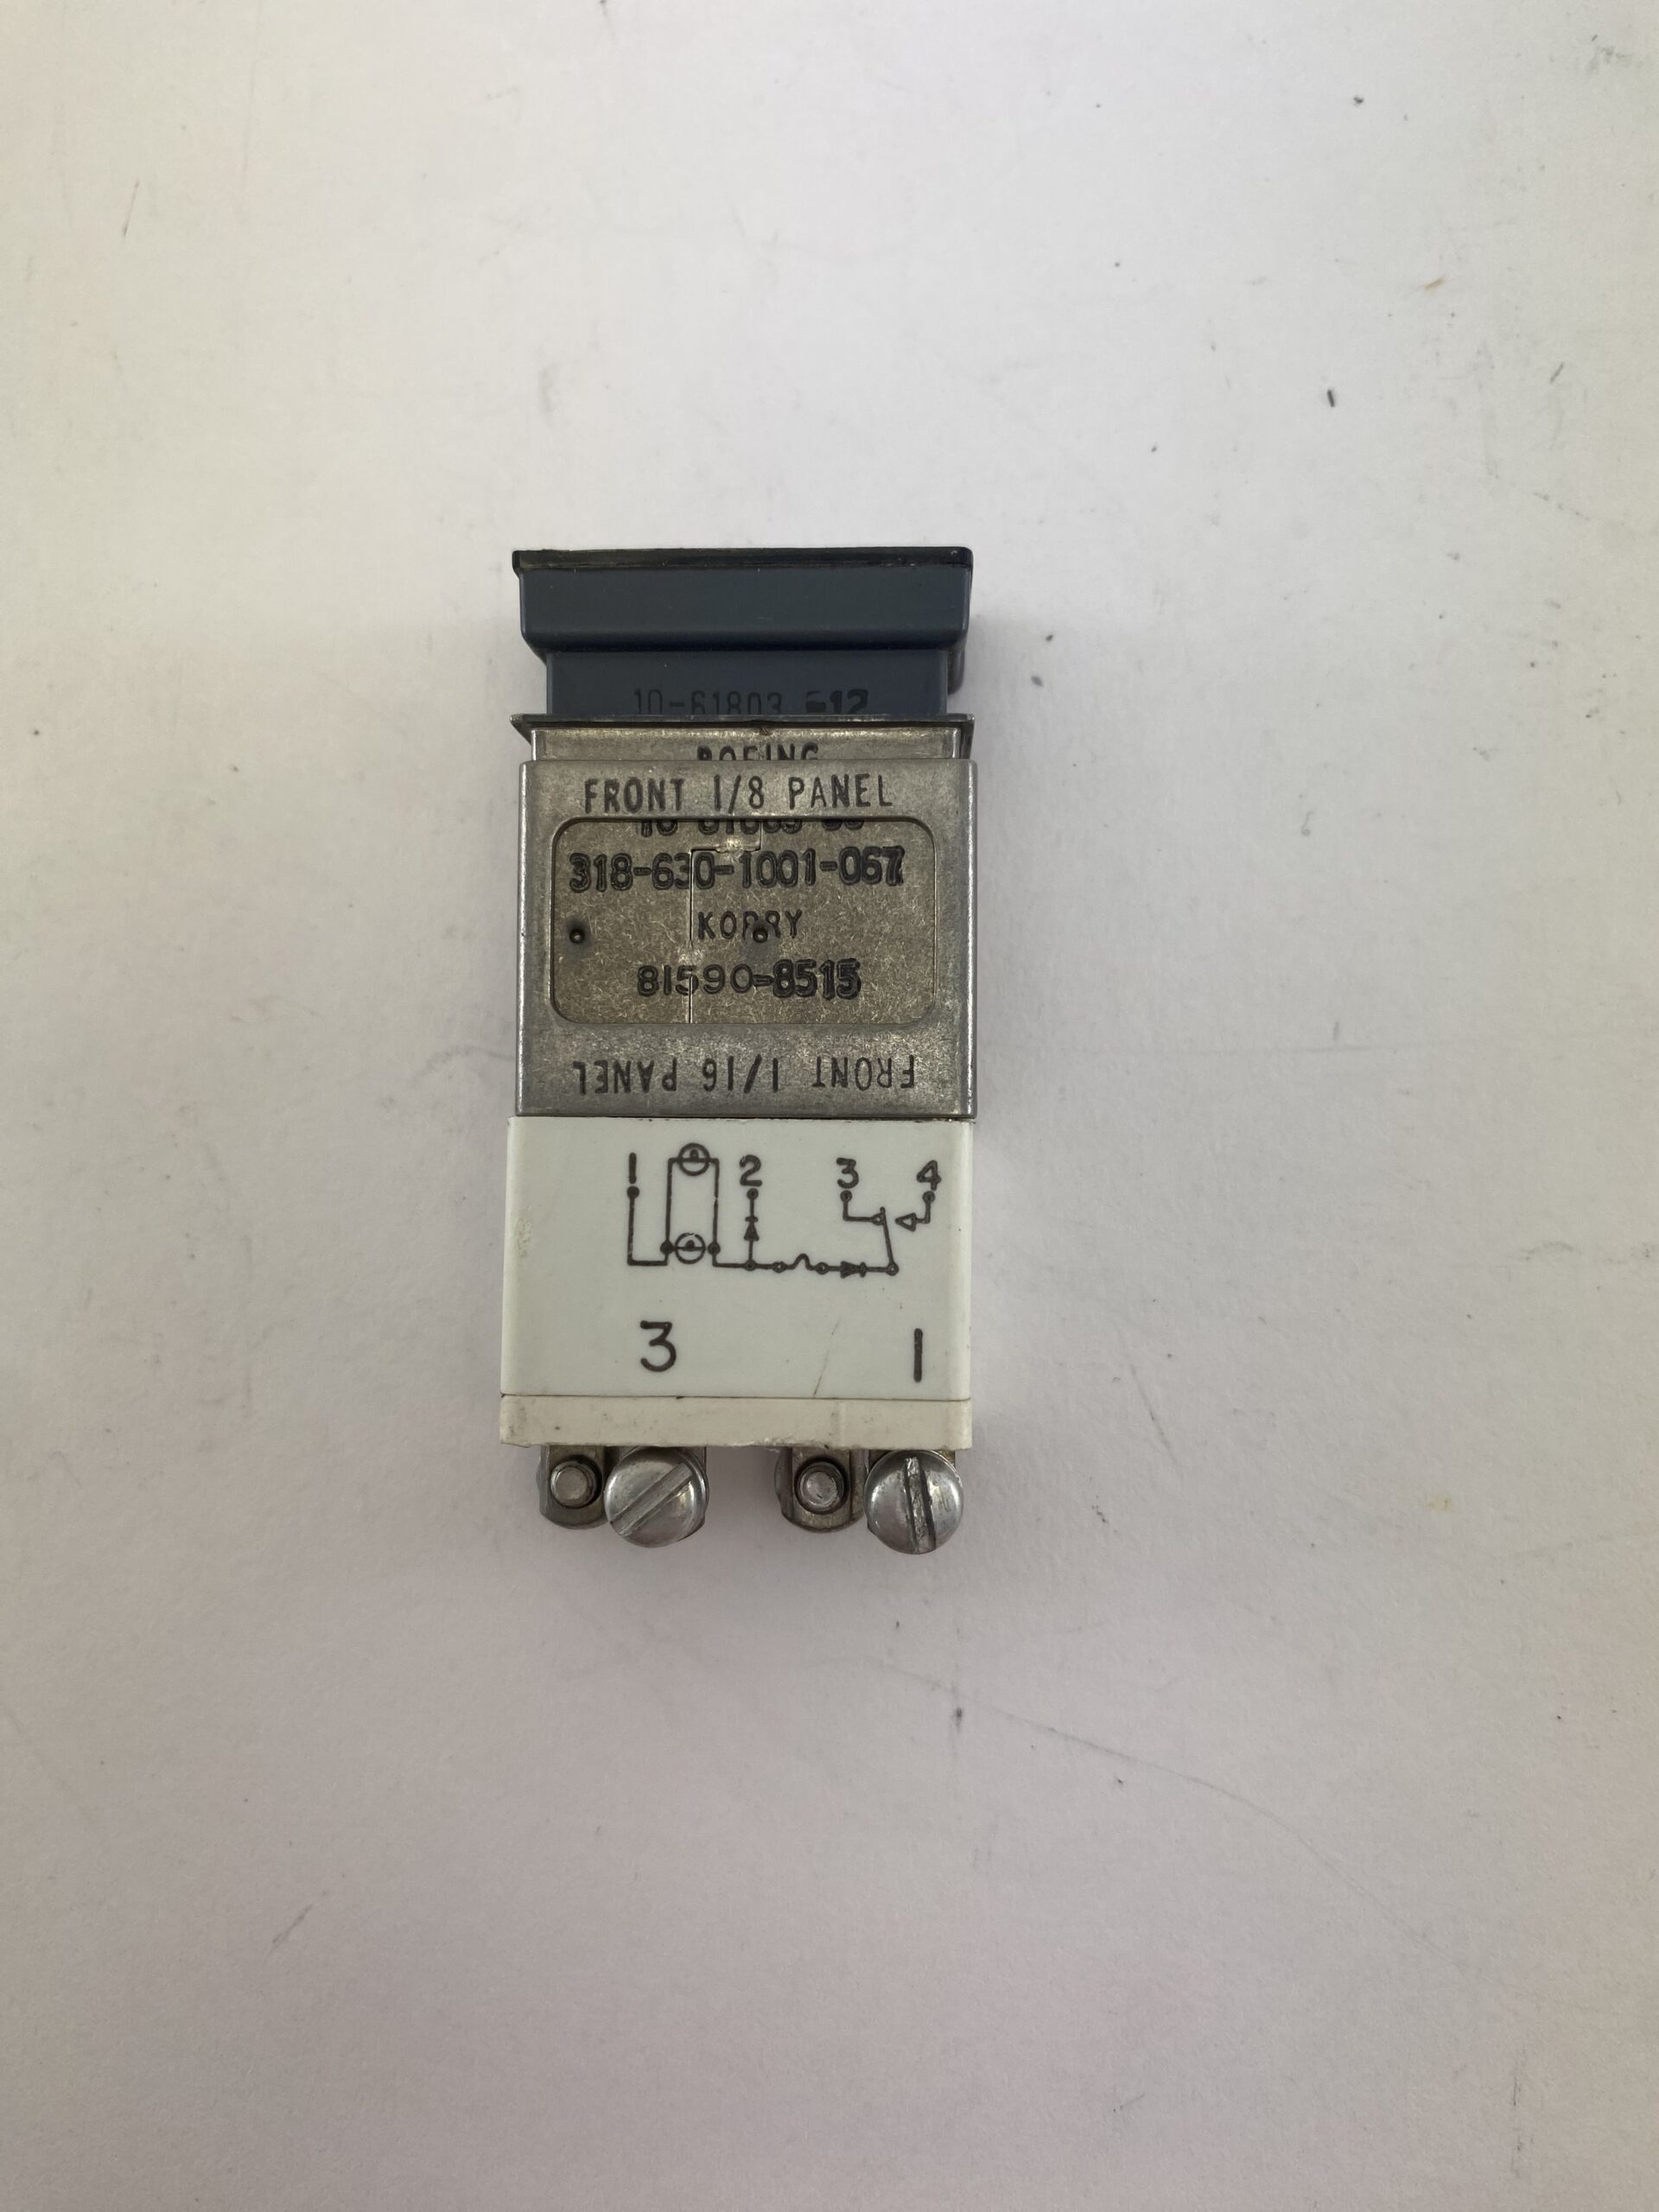 10-61803 -12
BOEING
FRONT 1/8 PANEL
318-630-1001-067
KORRY
81590-8515
FRONT 1/16 PANEL
1 2 3 4
3 1